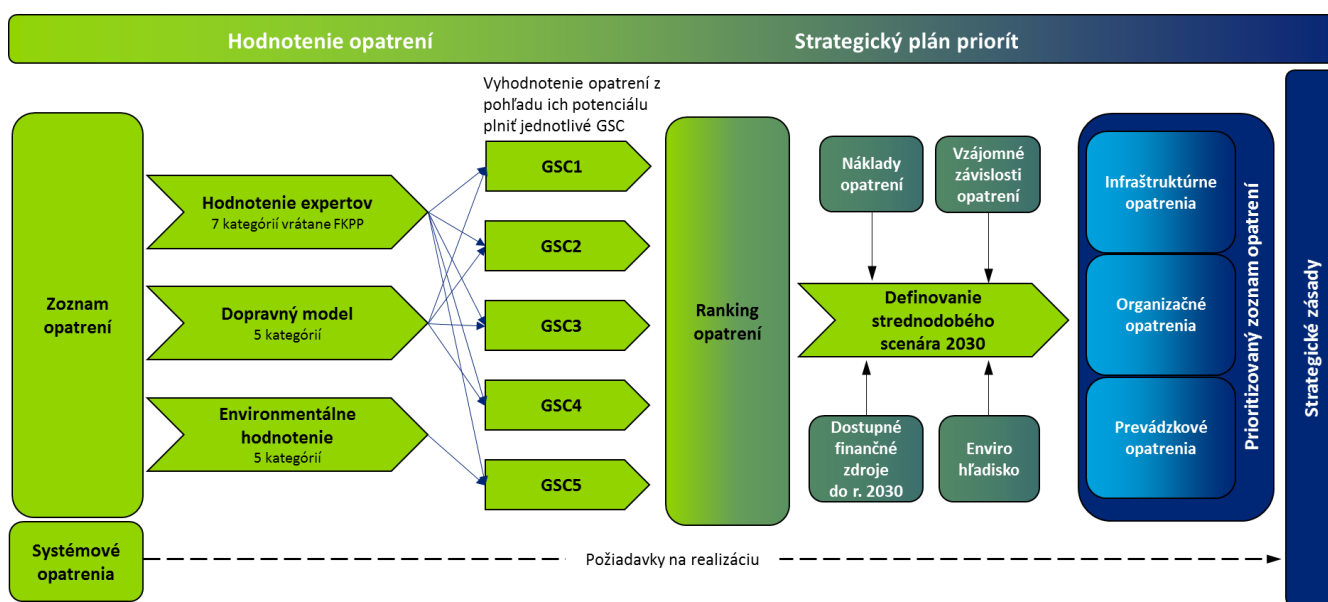 Hodnotenie opatrení
Strategický plán priorít
Vyhodnotenie opatrení z
pohľadu ich potenciálu
plniť jednotlivé GSC
Zoznam
opatrení
Hodnotenie expertov
7 kategórií vrátane FKPP
Dopravný model
5 kategórií
Environmentálne
hodnotenie
5 kategórií
GSC1
GSC2
GSC3
GSC4
GSC5
Ranking
opatrení
Náklady
opatrení
Vzájomné
závislosti
opatrení
Definovanie
strednodobého
scenára 2030
Dostupné
finančné
zdroje
do r. 2030
Enviro
hľadisko
Infraštruktúrne
opatrenia
Organizačné
opatrenia
Prevádzkové
opatrenia
Prioritizovaný zoznam opatrení
Strategické zásady
Systémové
opatrenia
Požiadavky na realizáciu